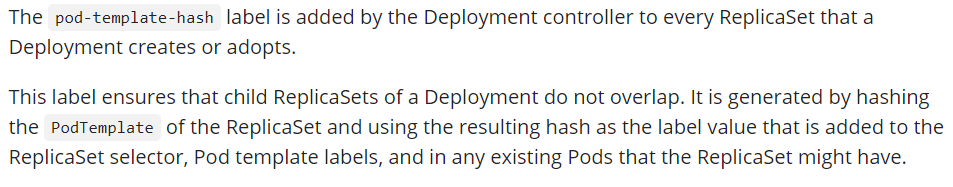 The pod-template-hash label is added by the Deployment controller to every ReplicaSet that a
Deployment creates or adopts.
This label ensures that child ReplicaSets of a Deployment do not overlap. It is generated by hashing
the PodTemplate of the ReplicaSet and using the resulting hash as the label value that is added to the
ReplicaSet selector, Pod template labels, and in any existing Pods that the ReplicaSet might have.